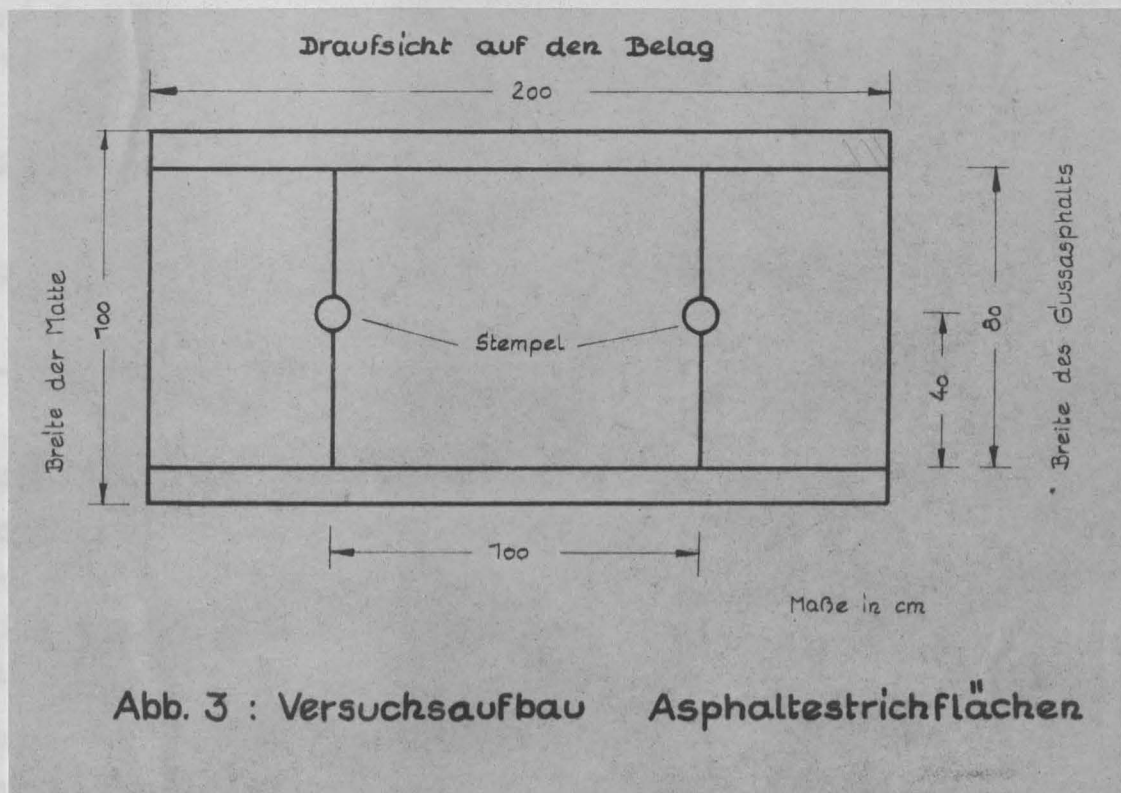 Draufsicht auf den Belag
200
Breite der Matte
100
Stempel
40
80
Breite des Gussasphalts
100
Maße in cm
Abb. 3 : Versuchsaufbau Asphaltestrichflächen